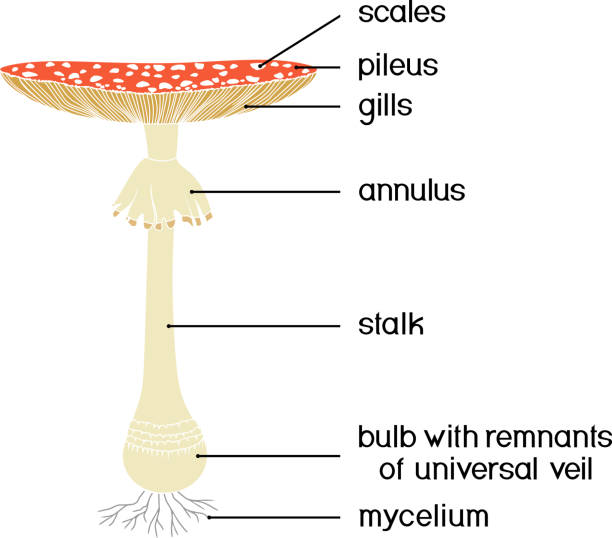 scales
pileus
gills
annulus
stalk
bulb with remnants
of universal veil
mycelium